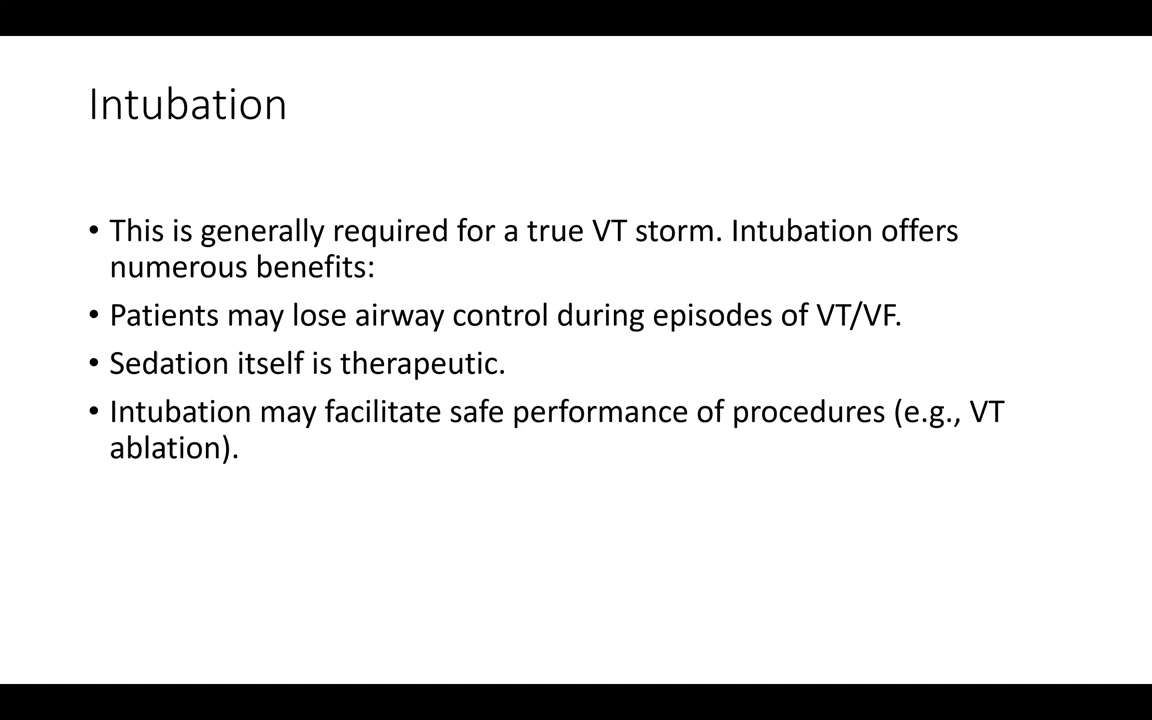 Intubation
• This is generally required for a true VT storm. Intubation offers
numerous benefits:
• Patients may lose airway control during episodes of VT/VF.
• Sedation itself is therapeutic.
• Intubation may facilitate safe performance of procedures (e.g., VT
ablation).